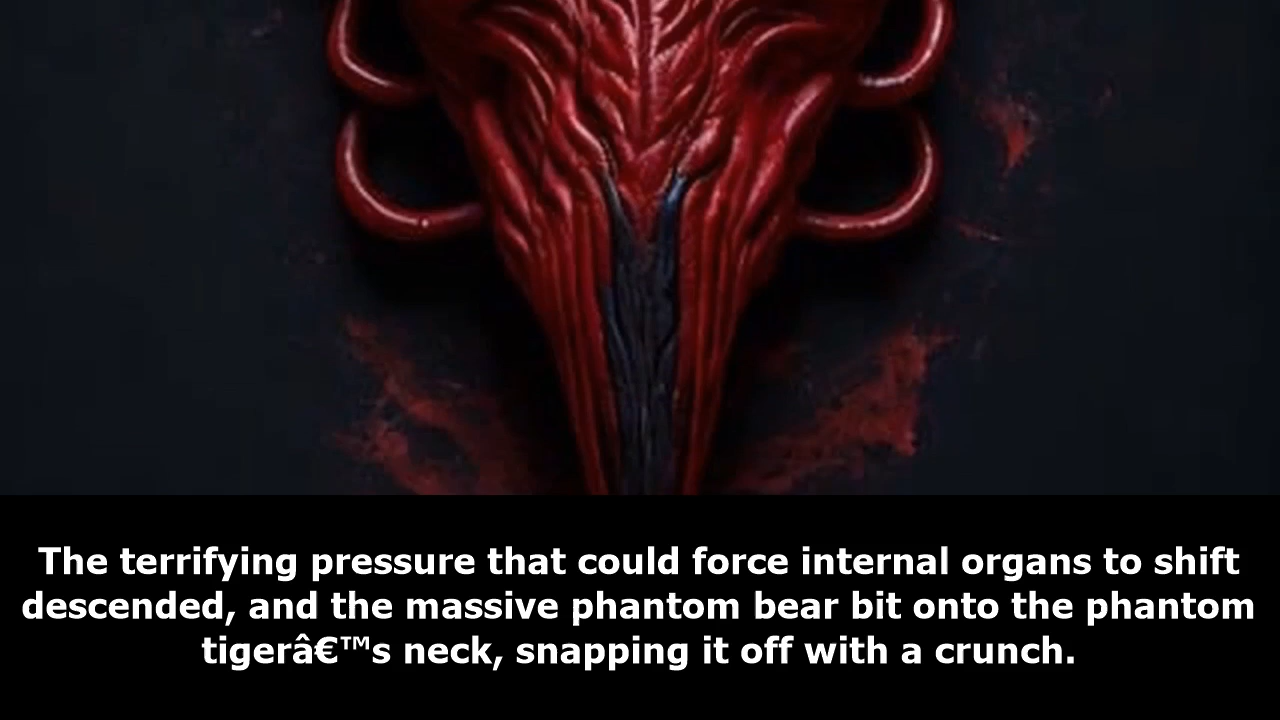 The terrifying pressure that could force internal organs to shift
descended, and the massive phantom bear bit onto the phantom
tigerâ€™s neck, snapping it off with a crunch.